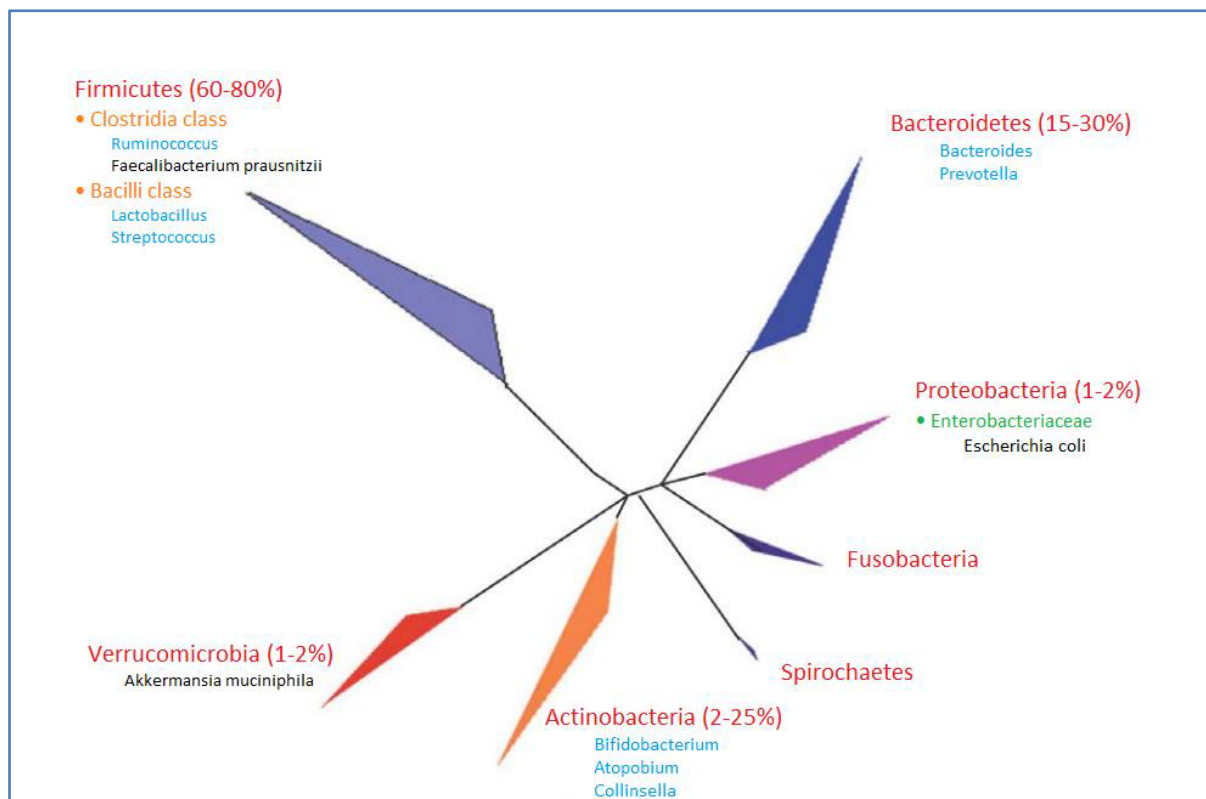 Firmicutes (60-80%)
• Clostridia class
Ruminococcus
Faecalibacterium prausnitzii
• Bacilli class
Lactobacillus
Streptococcus
Bacteroidetes (15-30%)
Bacteroides
Prevotella
Proteobacteria (1-2%)
• Enterobacteriaceae
Escherichia coli
Fusobacteria
Spirochaetes
Verrucomicrobia (1-2%)
Akkermansia muciniphila
Actinobacteria (2-25%)
Bifidobacterium
Atopobium
Collinsella